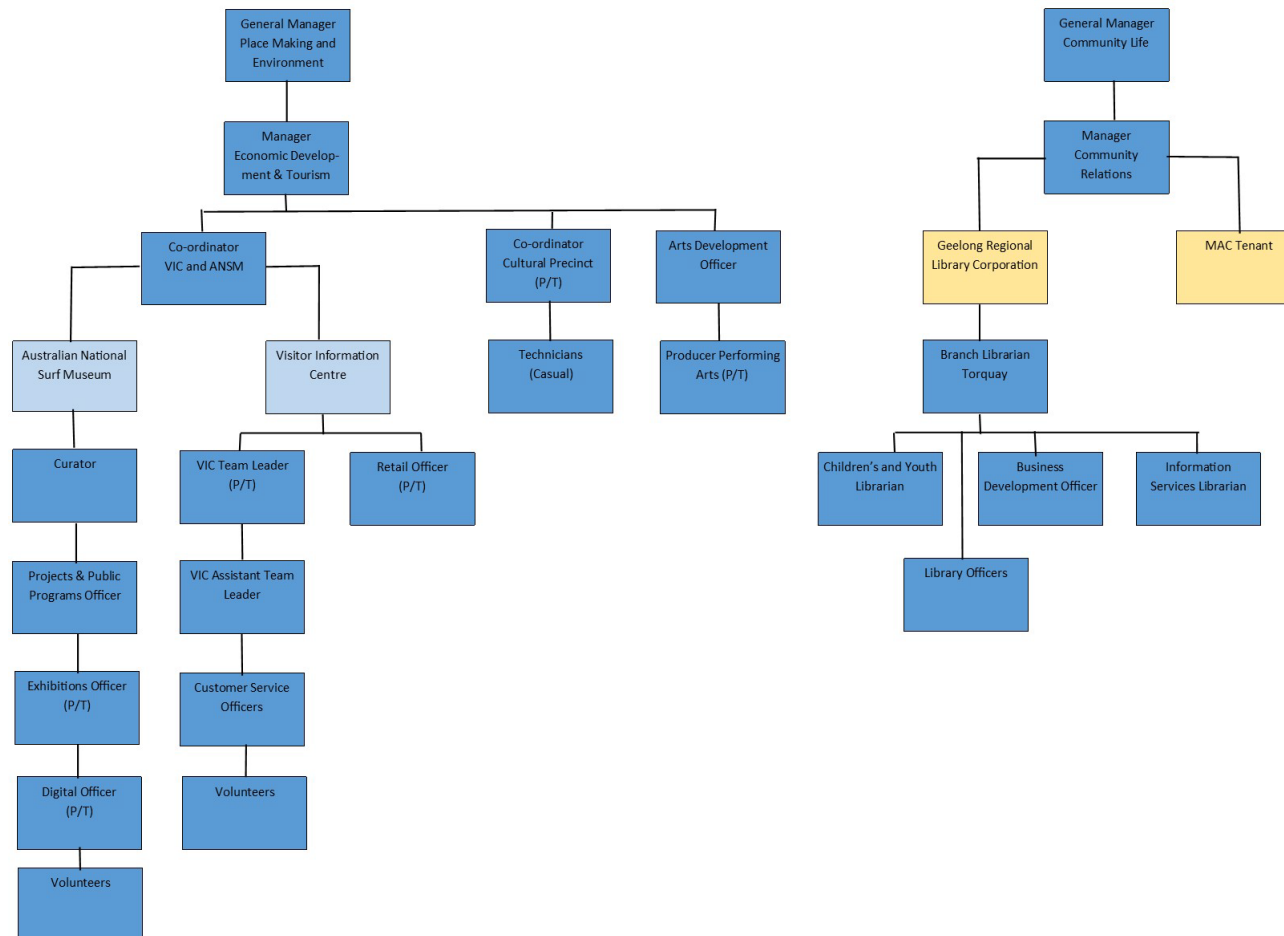 General Manager
Place Making and
Environment
General Manager
Community Life
Manager
Economic Develop-
ment & Tourism
Manager
Community
Relations
Co-ordinator
VIC and ANSM
Co-ordinator
Cultural Precinct
(P/T)
Arts Development
Officer
Geelong Regional
Library Corporation
MAC Tenant
Australian National
Surf Museum
Visitor Information
Centre
Technicians
(Casual)
Producer Performing
Arts (P/T)
Branch Librarian
Torquay
Curator
VIC Team Leader
(P/T)
Retail Officer
(P/T)
Children’s and Youth
Librarian
Business
Development Officer
Information
Services Librarian
Projects & Public
Programs Officer
VIC Assistant Team
Leader
Library Officers
Exhibitions Officer
(P/T)
Customer Service
Officers
Digital Officer
(P/T)
Volunteers
Volunteers